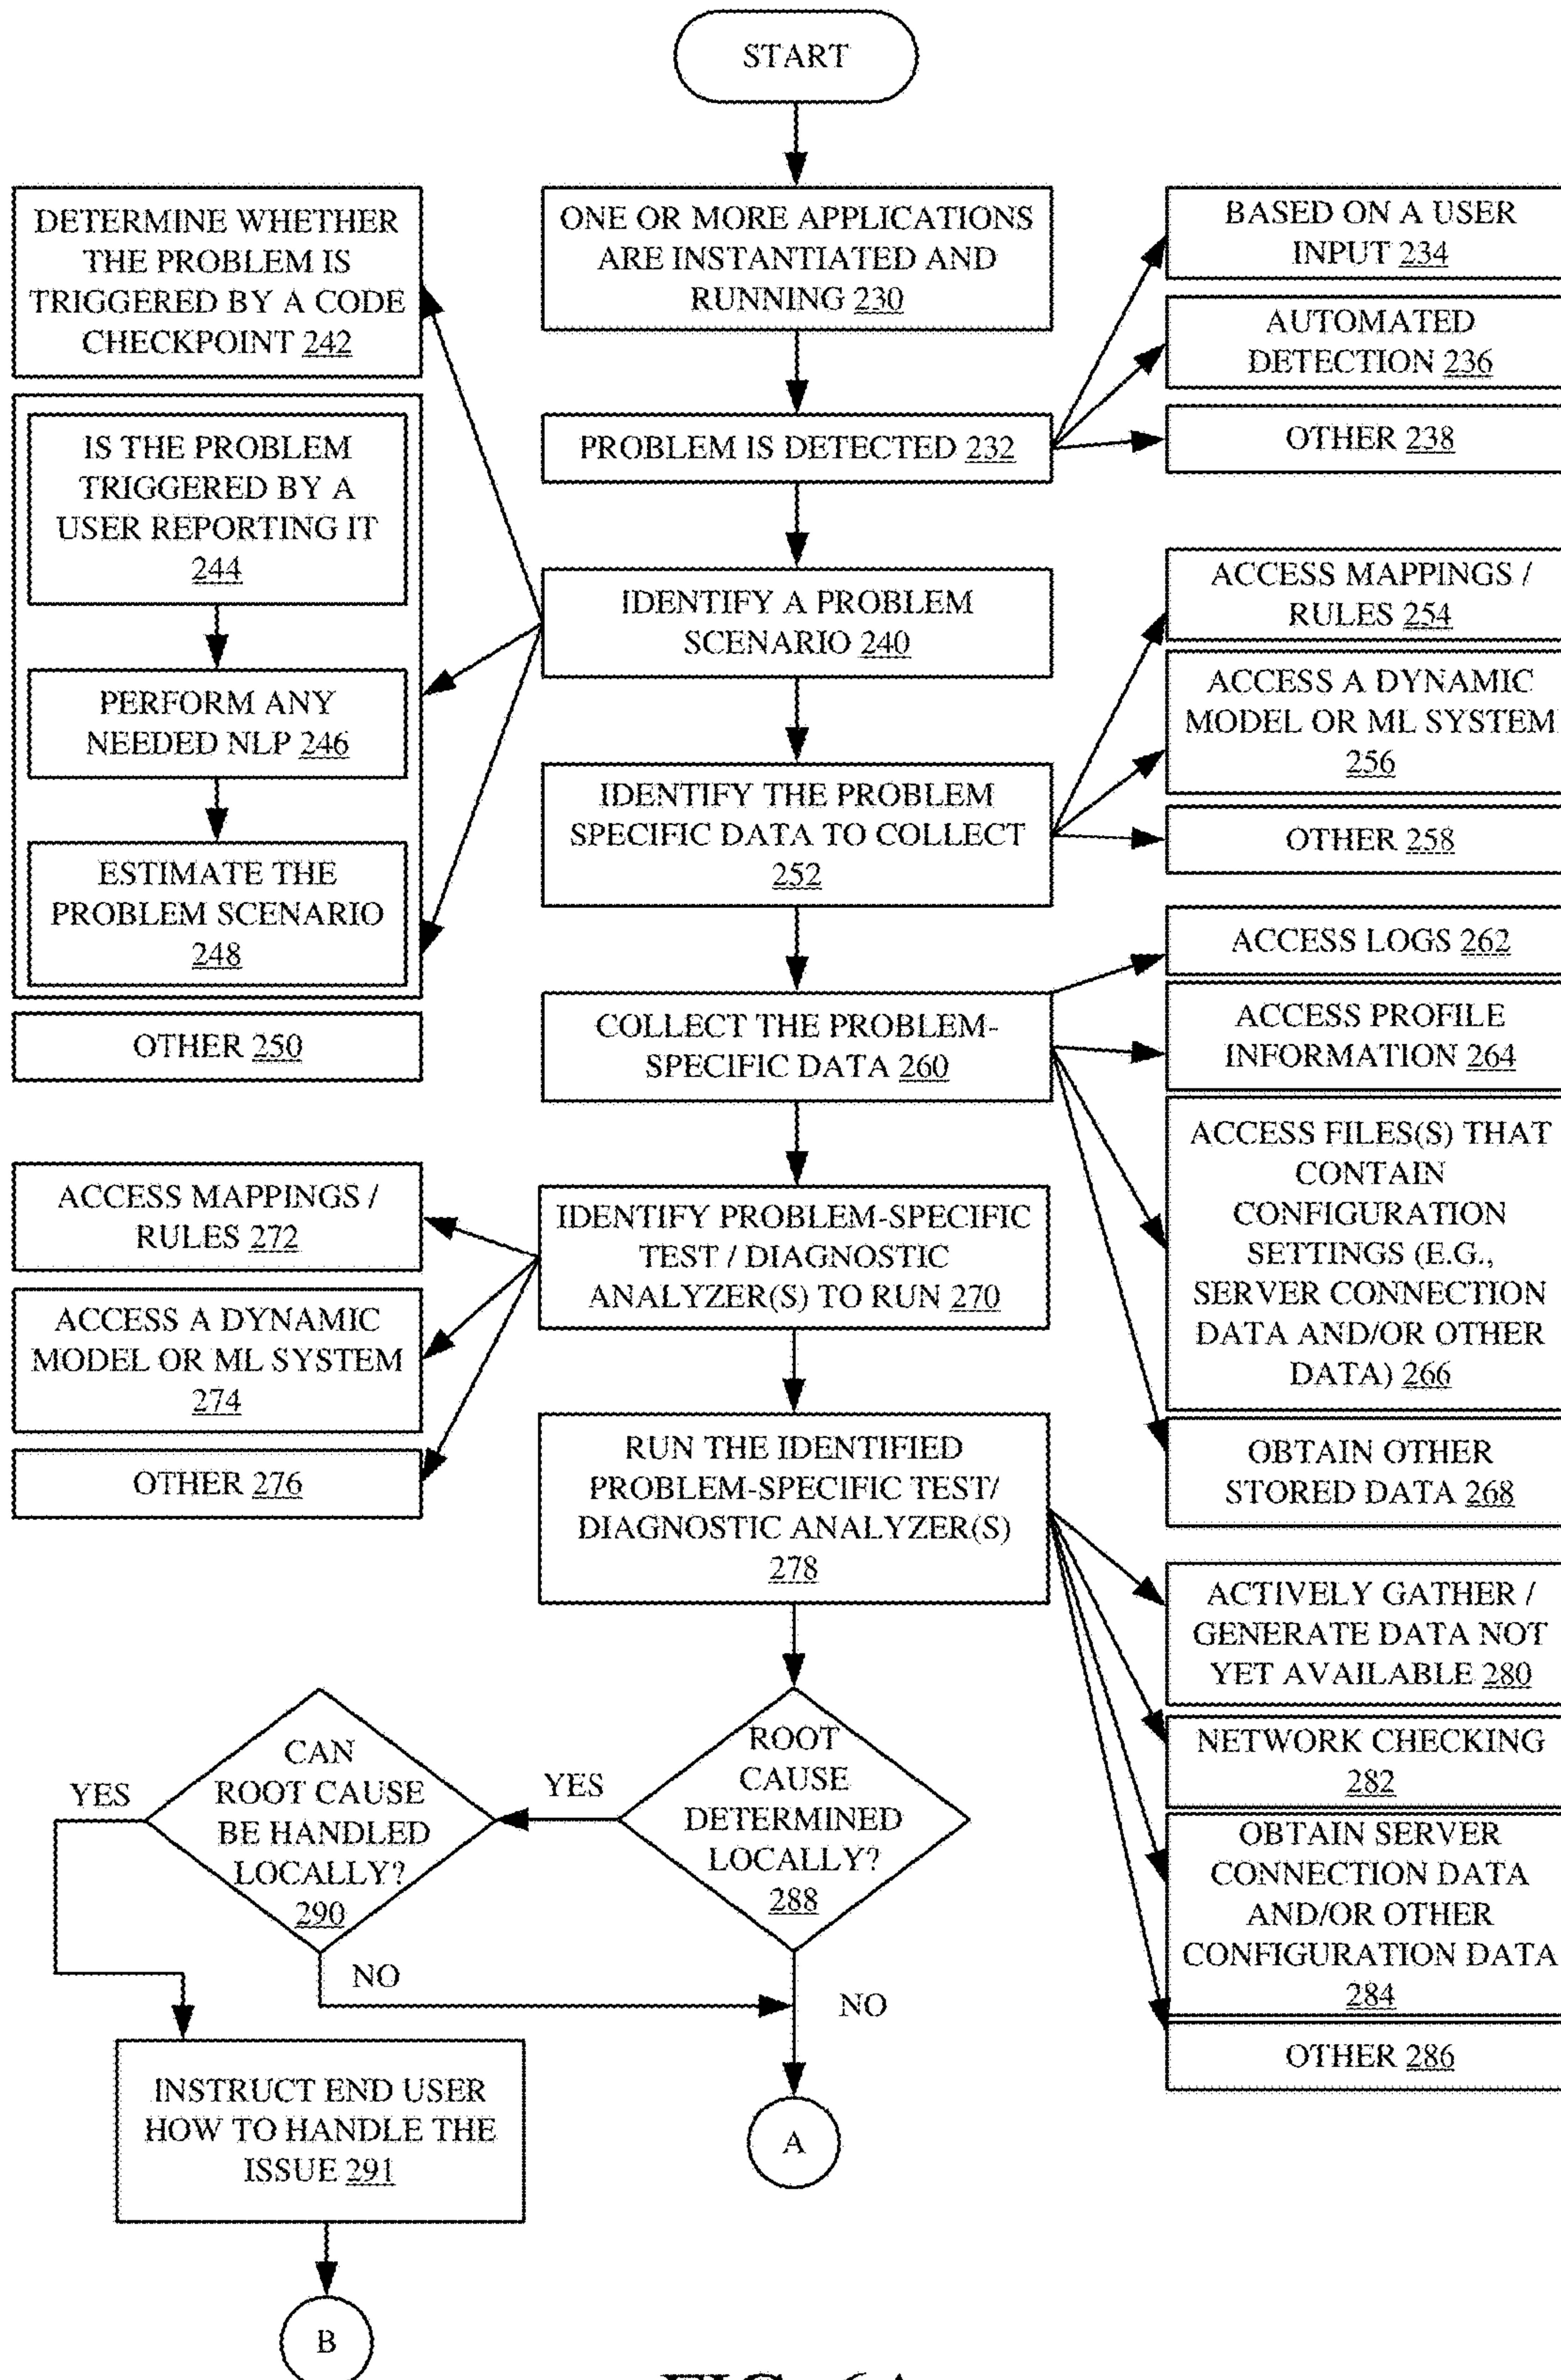 START
DETERMINE WHETHER
THE PROBLEM IS
TRIGGERED BY A CODE
CHECKPOINT 242
ONE OR MORE APPLICATIONS
ARE INSTANTIATED AND
RUNNING 230
BASED ON A USER
INPUT 234
AUTOMATED
DETECTION 236
OTHER 238
PROBLEM IS DETECTED 232
IS THE PROBLEM
TRIGGERED BY A
USER REPORTING IT
244
PERFORM ANY
NEEDED NLP 246
ESTIMATE THE
PROBLEM SCENARIO
248
OTHER 250
IDENTIFY A PROBLEM
SCENARIO 240
ACCESS MAPPINGS /
RULES 254
ACCESS A DYNAMIC
MODEL OR ML SYSTEM
256
OTHER 258
IDENTIFY THE PROBLEM
SPECIFIC DATA TO COLLECT
252
ACCESS LOGS 262
ACCESS PROFILE
INFORMATION 264
ACCESS FILES(S) THAT
CONTAIN
CONFIGURATION
SETTINGS (E.G.,
SERVER CONNECTION
DATA AND/OR OTHER
DATA) 266
OBTAIN OTHER
STORED DATA 268
COLLECT THE PROBLEM-
SPECIFIC DATA 260
ACCESS MAPPINGS /
RULES 272
ACCESS A DYNAMIC
MODEL OR ML SYSTEM
274
OTHER 276
IDENTIFY PROBLEM-SPECIFIC
TEST / DIAGNOSTIC
ANALYZER(S) TO RUN 270
RUN THE IDENTIFIED
PROBLEM-SPECIFIC TEST/
DIAGNOSTIC ANALYZER(S)
278
ACTIVELY GATHER /
GENERATE DATA NOT
YET AVAILABLE 280
NETWORK CHECKING
282
OBTAIN SERVER
CONNECTION DATA
AND/OR OTHER
CONFIGURATION DATA
284
OTHER 286
YES
CAN
ROOT CAUSE
BE HANDLED
LOCALLY?
290
YES
ROOT
CAUSE
DETERMINED
LOCALLY?
288
NO
NO
INSTRUCT END USER
HOW TO HANDLE THE
ISSUE 291
A
B